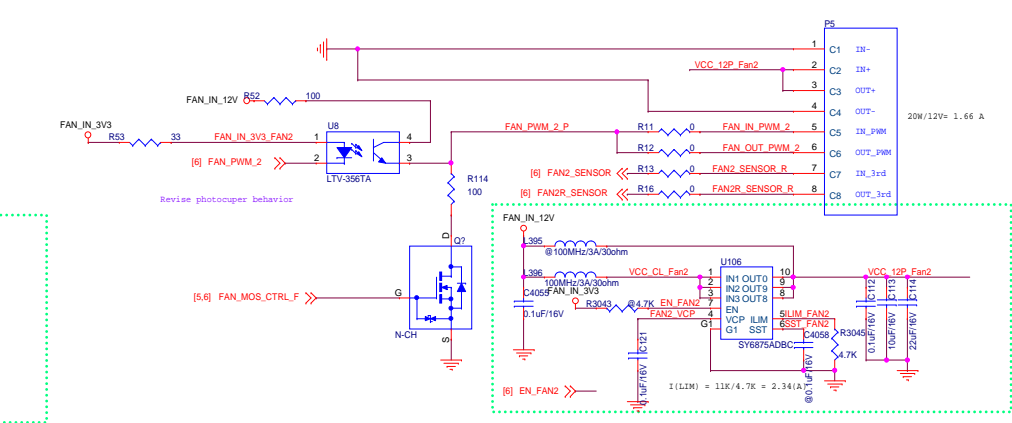 P5
1 C1 IN-
VCC_12P_Fan2 2 C2 IN+
3 C3 OUT+
4 C4 OUT-
20W/12V= 1.66 A
FAN_IN_12V R52 100
FAN_IN_3V3
R53 33 FAN_IN_3V3_FAN2 1 U8 4
[6] FAN_PWM_2 2 3
LTV-356TA
FAN_PWM_2_P R11 0 FAN_IN_PWM_2 5 C5 IN_PWM
R12 0 FAN_OUT_PWM_2 6 C6 OUT_PWM
[6] FAN2_SENSOR R13 0 FAN2_SENSOR_R 7 C7 IN_3rd
[6] FAN2R_SENSOR R16 0 FAN2R_SENSOR_R 8 C8 OUT_3rd
R114
100
Revise photocuper behavior
D
Q?
[5,6] FAN_MOS_CTRL_F G
N-CH
S
FAN_IN_12V
L395
@100MHz/3A/30ohm
L396
100MHz/3A/30ohm
VCC_CL_Fan2
U106
1 IN1 OUT0 10
2 IN2 OUT9 9
3 IN3 OUT8 8
7 EN
4 VCP ILIM 5
G1 G1 SST 6
SY6875ADBC
VCC_12P_Fan2
C4055
0.1uF/16V
FAN_IN_3V3
R3043 @4.7K EN_FAN2
FAN2_VCP
ILIM_FAN2
SST_FAN2
C121
0.1uF/16V
C4058
@0.1uF/16V
R3045
4.7K
C112
0.1uF/16V
C113
10uF/16V
C114
22uF/16V
I(LIM) = 11K/4.7K = 2.34(A)
[6] EN_FAN2